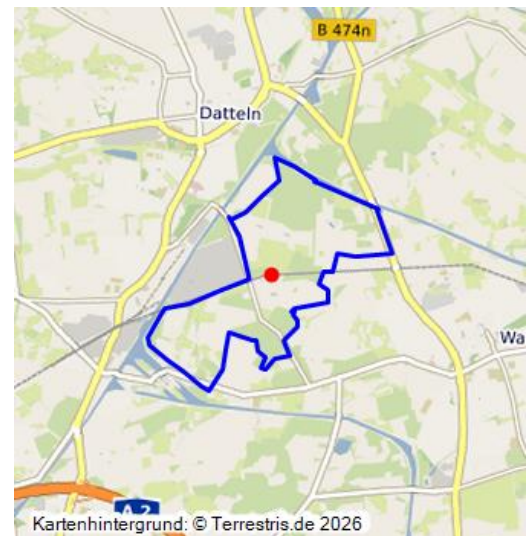 B 474n
Datteln
Wa
A 2
Kartenhintergrund: © Terrestris.de 2026